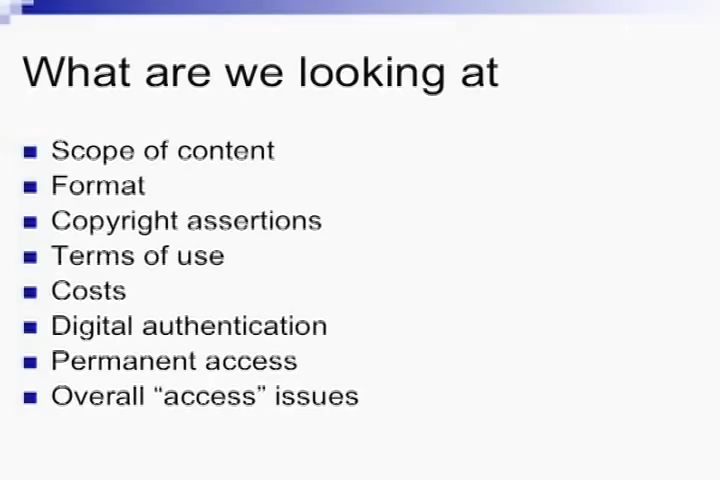 What are we looking at
Scope of content
Format
Copyright assertions
Terms of use
Costs
Digital authentication
Permanent access
Overall “access” issues